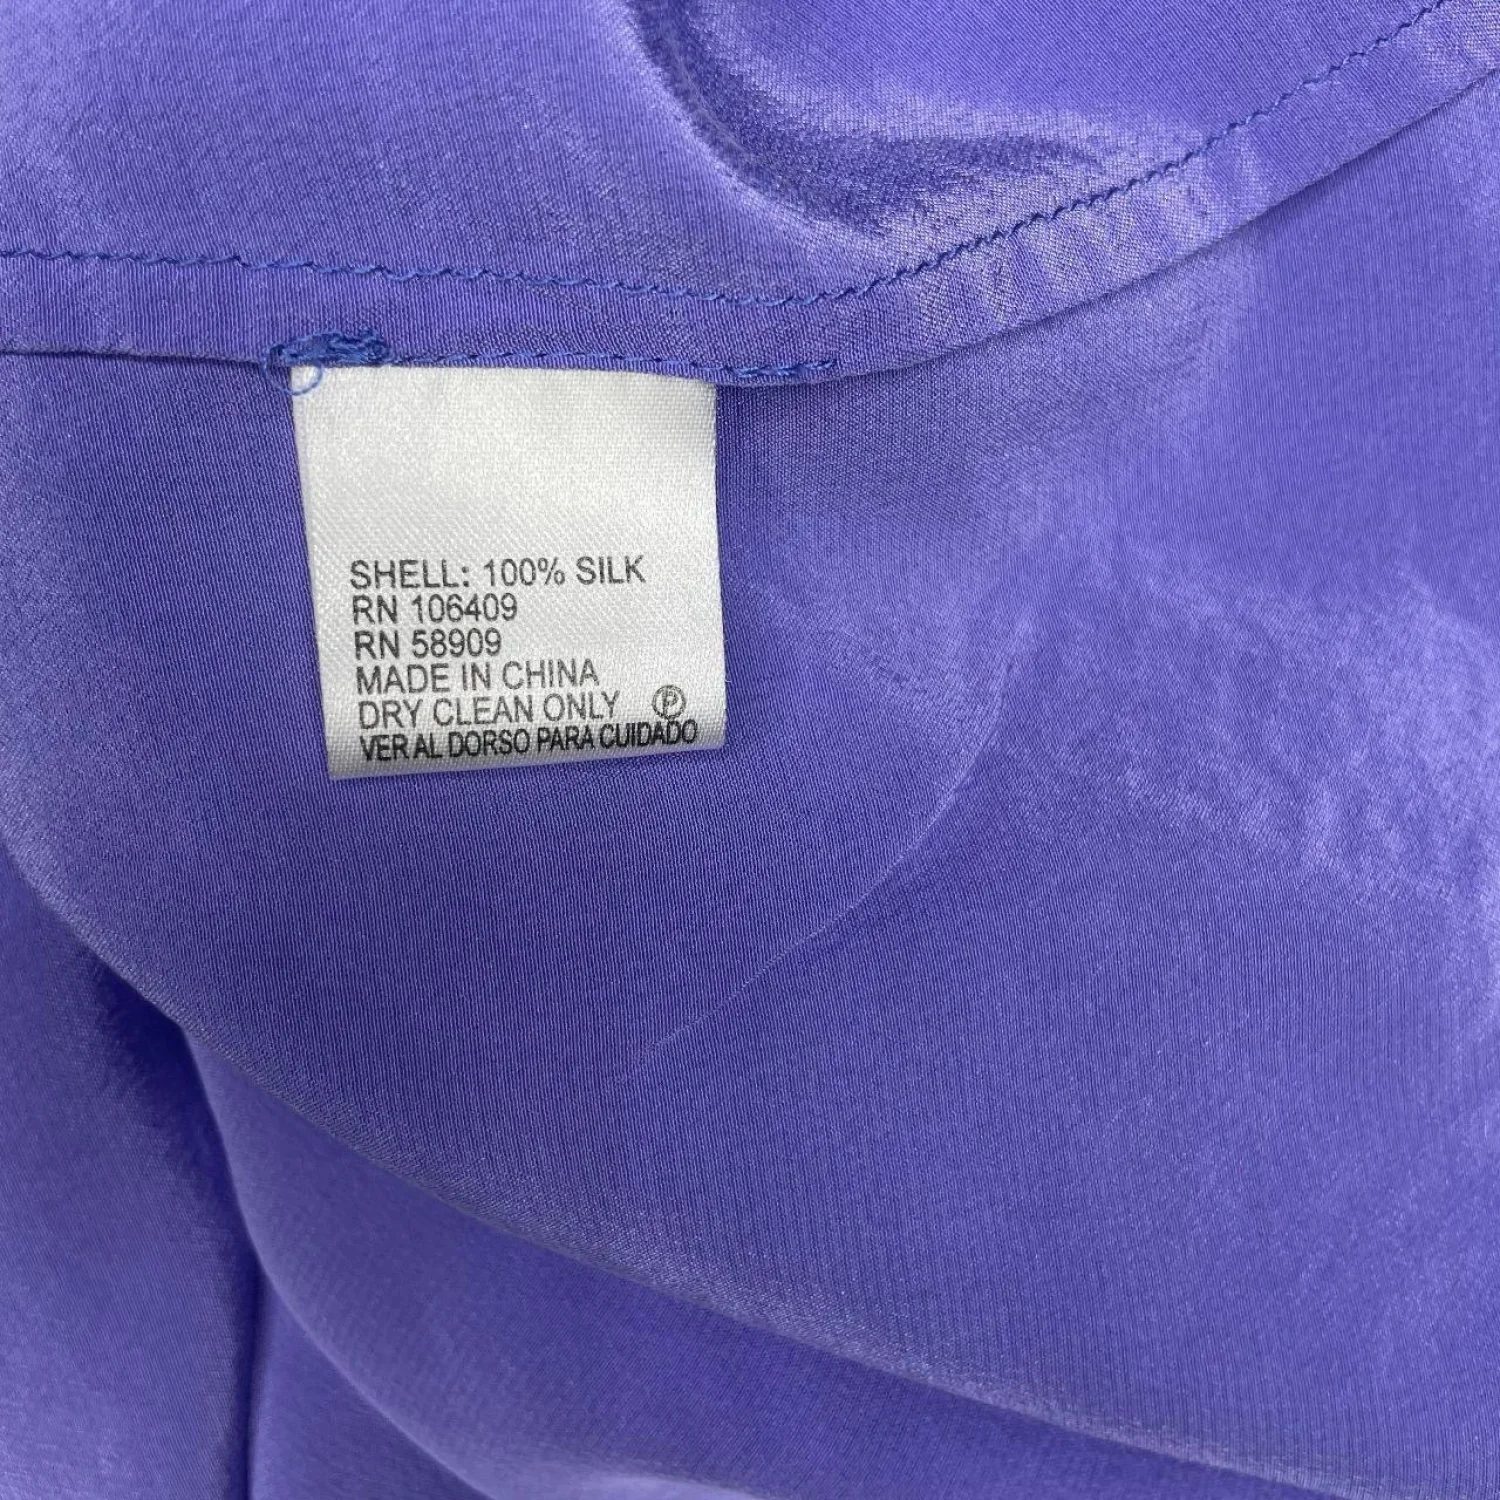 SHELL: 100% SILK
RN 106409
RN 58909
MADE IN CHINA
DRY CLEAN ONLY Ⓟ
VER AL DORSO PARA CUIDADO